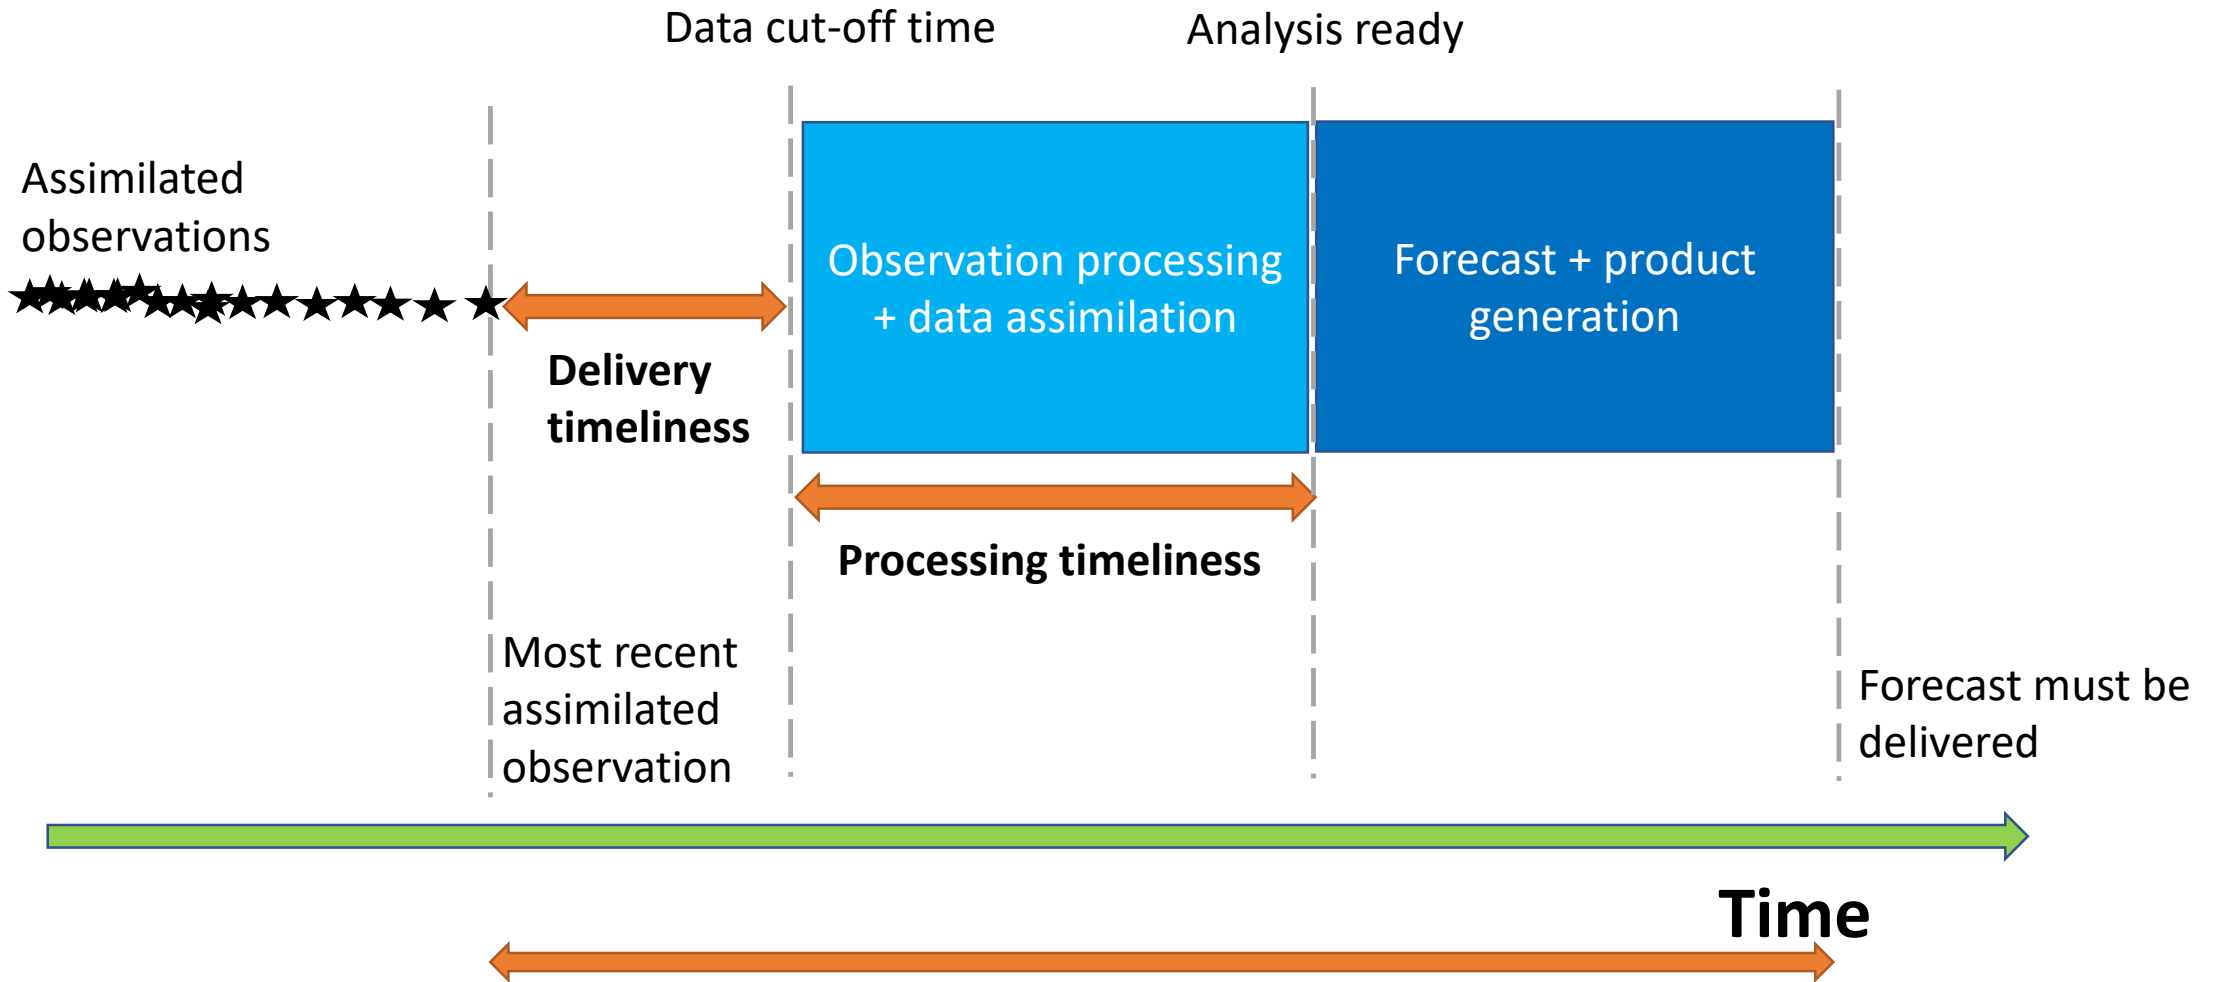 Data cut-off time
Analysis ready
Assimilated
observations
Observation processing
+ data assimilation
Forecast + product
generation
Delivery
timeliness
Processing timeliness
Most recent
assimilated
observation
Forecast must be
delivered
Time